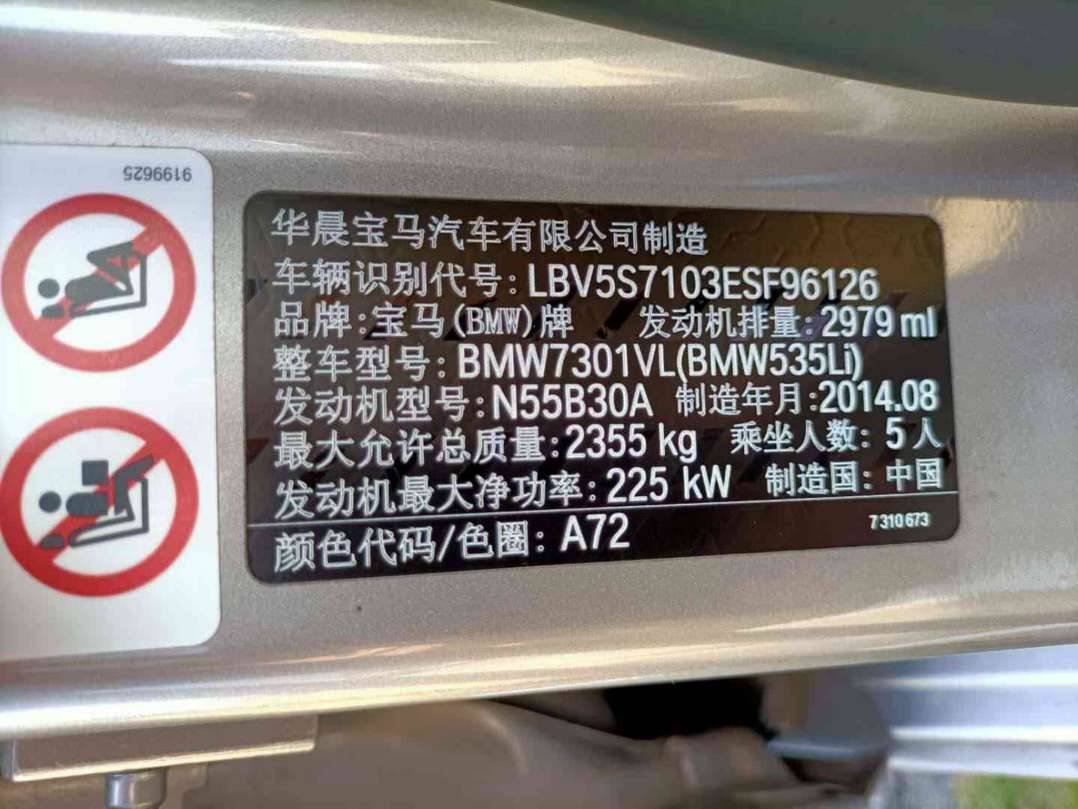 9199625
华晨宝马汽车有限公司制造
车辆识别代号:LBV5S7103ESF96126
品牌:宝马(BMW)牌 发动机排量:2979 ml
整车型号:BMW7301VL(BMW535Li)
发动机型号:N55B30A 制造年月:2014.08
最大允许总质量:2355 kg 乘坐人数: 5人
发动机最大净功率:225 kW 制造国: 中国
颜色代码/色圈: A72 7 310 673